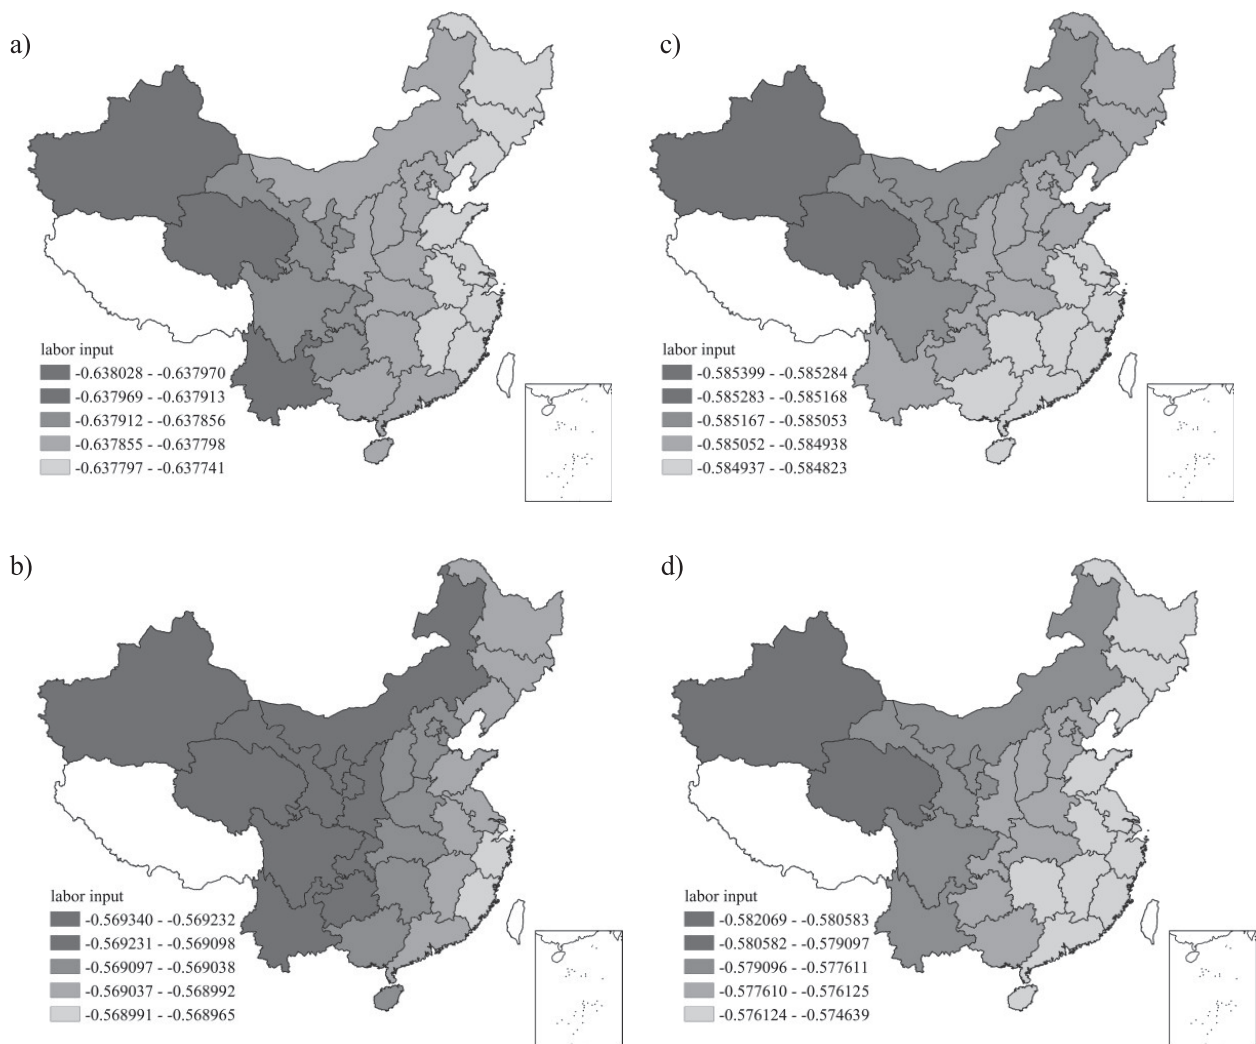 a)
labor input
-0.638028 - -0.637970
-0.637969 - -0.637913
-0.637912 - -0.637856
-0.637855 - -0.637798
-0.637797 - -0.637741
c)
labor input
-0.585399 - -0.585284
-0.585283 - -0.585168
-0.585167 - -0.585053
-0.585052 - -0.584938
-0.584937 - -0.584823
b)
labor input
-0.569340 - -0.569232
-0.569231 - -0.569098
-0.569097 - -0.569038
-0.569037 - -0.568992
-0.568991 - -0.568965
d)
labor input
-0.582069 - -0.580583
-0.580582 - -0.579097
-0.579096 - -0.577611
-0.577610 - -0.576125
-0.576124 - -0.574639